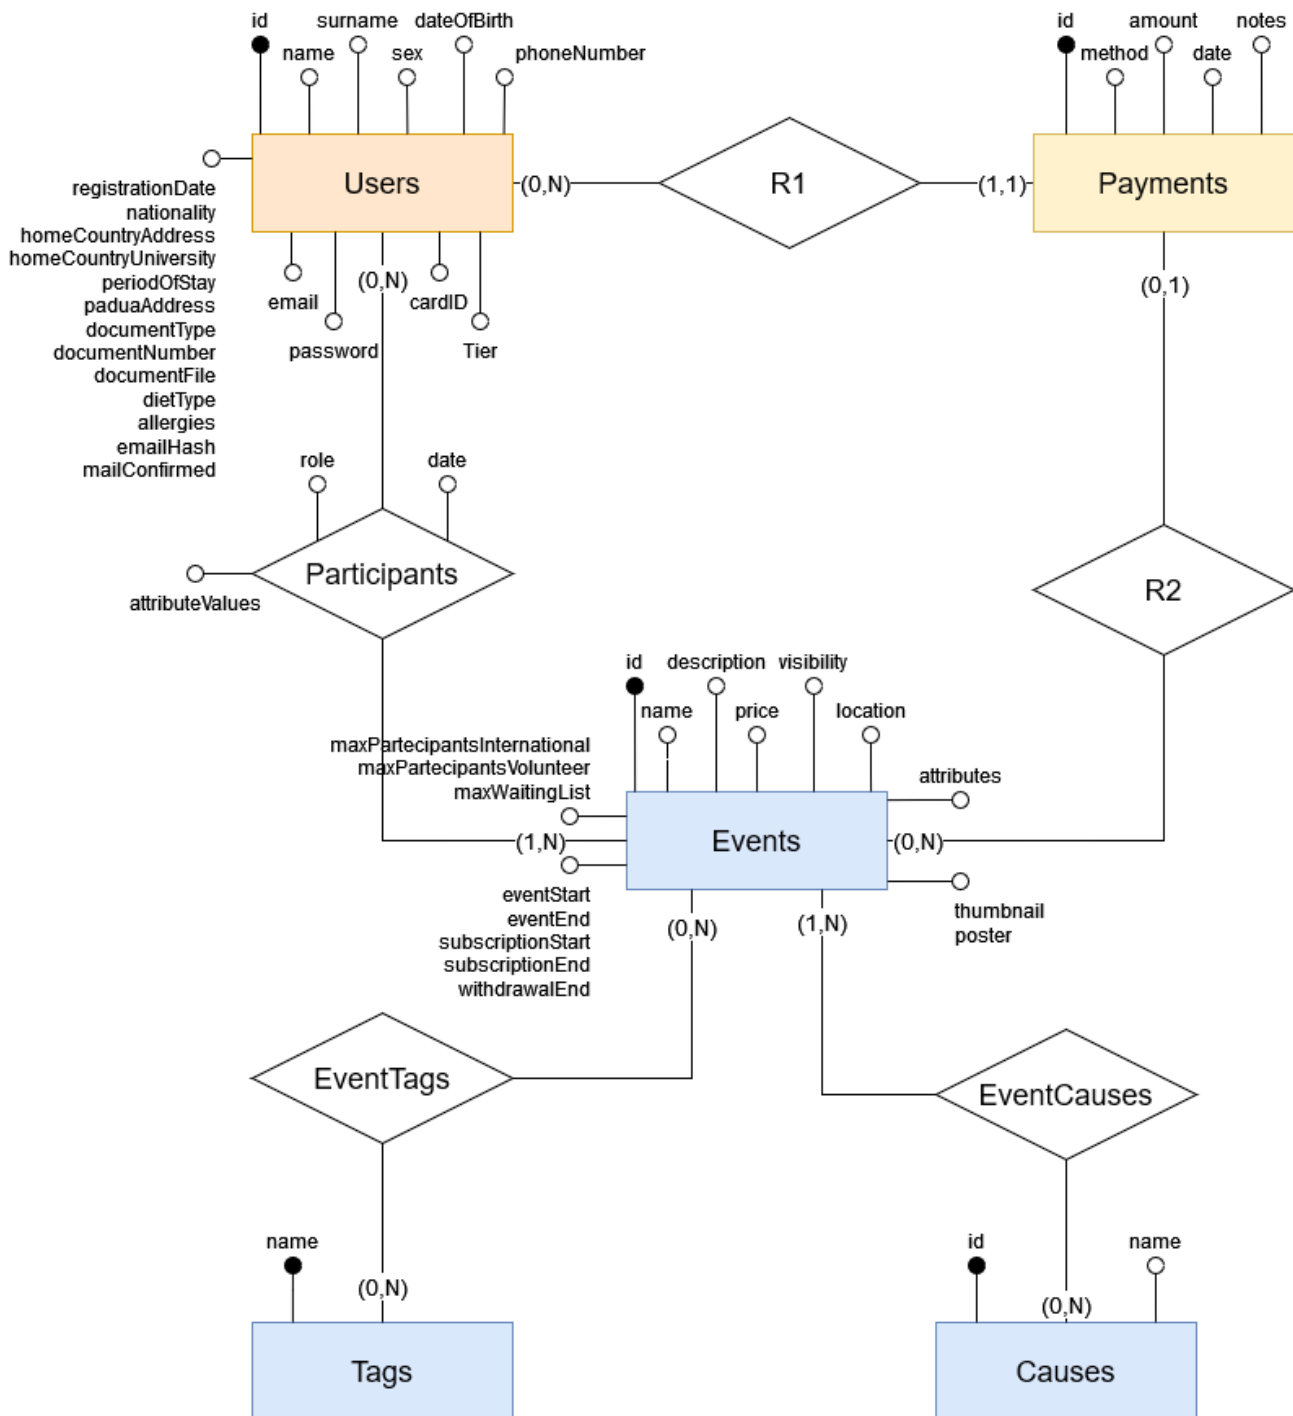 id
surname
dateOfBirth
name
sex
phoneNumber
id
amount
notes
method
date
Users
(0,N)
R1
(1,1)
Payments
registrationDate
nationality
homeCountryAddress
homeCountryUniversity
periodOfStay
paduaAddress
documentType
documentNumber
documentFile
dietType
allergies
emailHash
mailConfirmed
email
(0,N)
cardID
password
Tier
(0,1)
role
date
Participants
attributeValues
R2
id
description
visibility
name
price
location
maxPartecipantsInternational
maxPartecipantsVolunteer
maxWaitingList
attributes
(1,N)
Events
(0,N)
eventStart
eventEnd
subscriptionStart
subscriptionEnd
withdrawalEnd
(0,N)
(1,N)
thumbnail
poster
EventTags
EventCauses
name
(0,N)
Tags
id
name
(0,N)
Causes